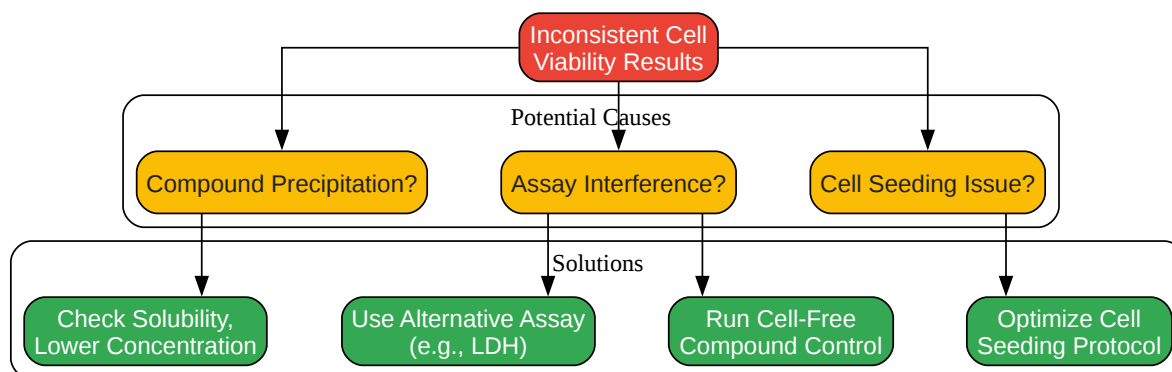 Inconsistent Cell
Viability Results
Potential Causes
Compound Precipitation?
Assay Interference?
Cell Seeding Issue?
Solutions
Check Solubility,
Lower Concentration
Use Alternative Assay
(e.g., LDH)
Run Cell-Free
Compound Control
Optimize Cell
Seeding Protocol